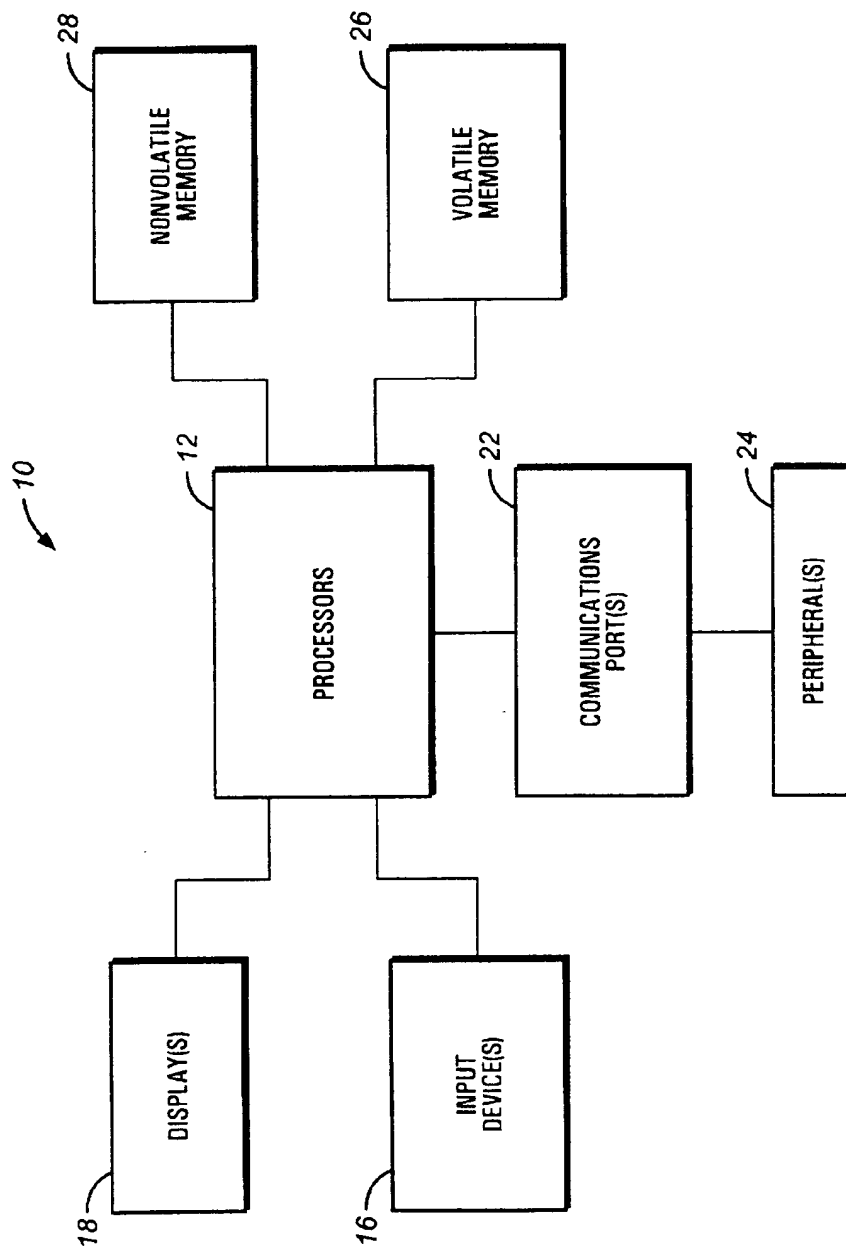 10
18
DISPLAY(S)
12
PROCESSORS
28
NONVOLATILE
MEMORY
16
INPUT
DEVICE(S)
22
COMMUNICATIONS
PORT(S)
26
VOLATILE
MEMORY
24
PERIPHERAL(S)